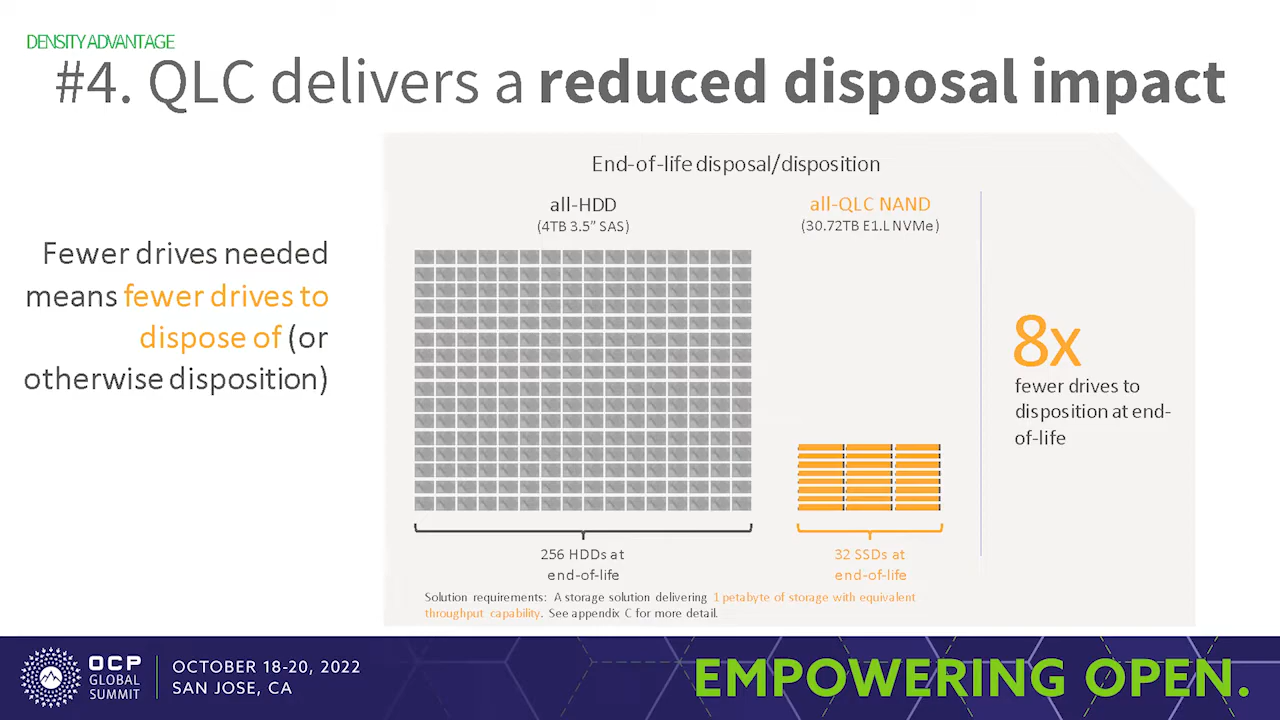 DENSITY ADVANTAGE
#4. QLC delivers a reduced disposal impact
Fewer drives needed
means fewer drives to
dispose of (or
otherwise disposition)
End-of-life disposal/disposition
all-HDD
(4TB 3.5” SAS)
all-QLC NAND
(30.72TB E1.L NVMe)
8x
fewer drives to
disposition at end-
of-life
256 HDDs at
end-of-life
32 SSDs at
end-of-life
Solution requirements: A storage solution delivering 1 petabyte of storage with equivalent
throughput capability. See appendix C for more detail.
OCP
GLOBAL
SUMMIT
OCTOBER 18-20, 2022
SAN JOSE, CA
EMPOWERING OPEN.